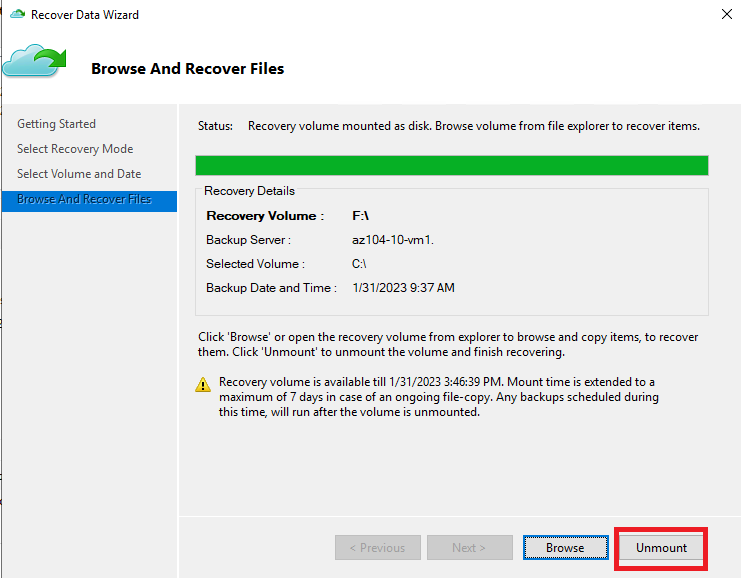 Recover Data Wizard
Browse And Recover Files
Getting Started
Select Recovery Mode
Select Volume and Date
Browse And Recover Files
Status: Recovery volume mounted as disk. Browse volume from file explorer to recover items.
Recovery Details
Recovery Volume : F:\
Backup Server : az104-10-vm1.
Selected Volume : C:\
Backup Date and Time : 1/31/2023 9:37 AM
Click 'Browse' or open the recovery volume from explorer to browse and copy items, to recover
them. Click 'Unmount' to unmount the volume and finish recovering.
Recovery volume is available till 1/31/2023 3:46:39 PM. Mount time is extended to a
maximum of 7 days in case of an ongoing file-copy. Any backups scheduled during
this time, will run after the volume is unmounted.
< Previous Next > Browse Unmount